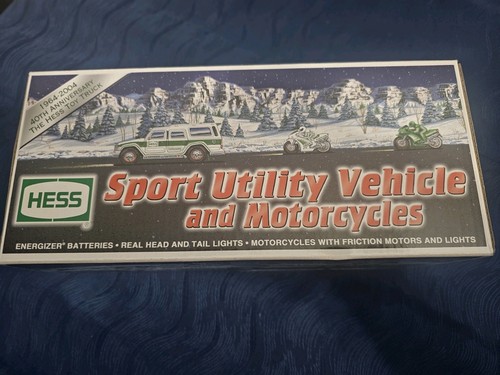 1964-2004
40TH ANNIVERSARY
THE HESS TOY TRUCK
HESS
Sport Utility Vehicle
and Motorcycles
ENERGIZER® BATTERIES • REAL HEAD AND TAIL LIGHTS • MOTORCYCLES WITH FRICTION MOTORS AND LIGHTS